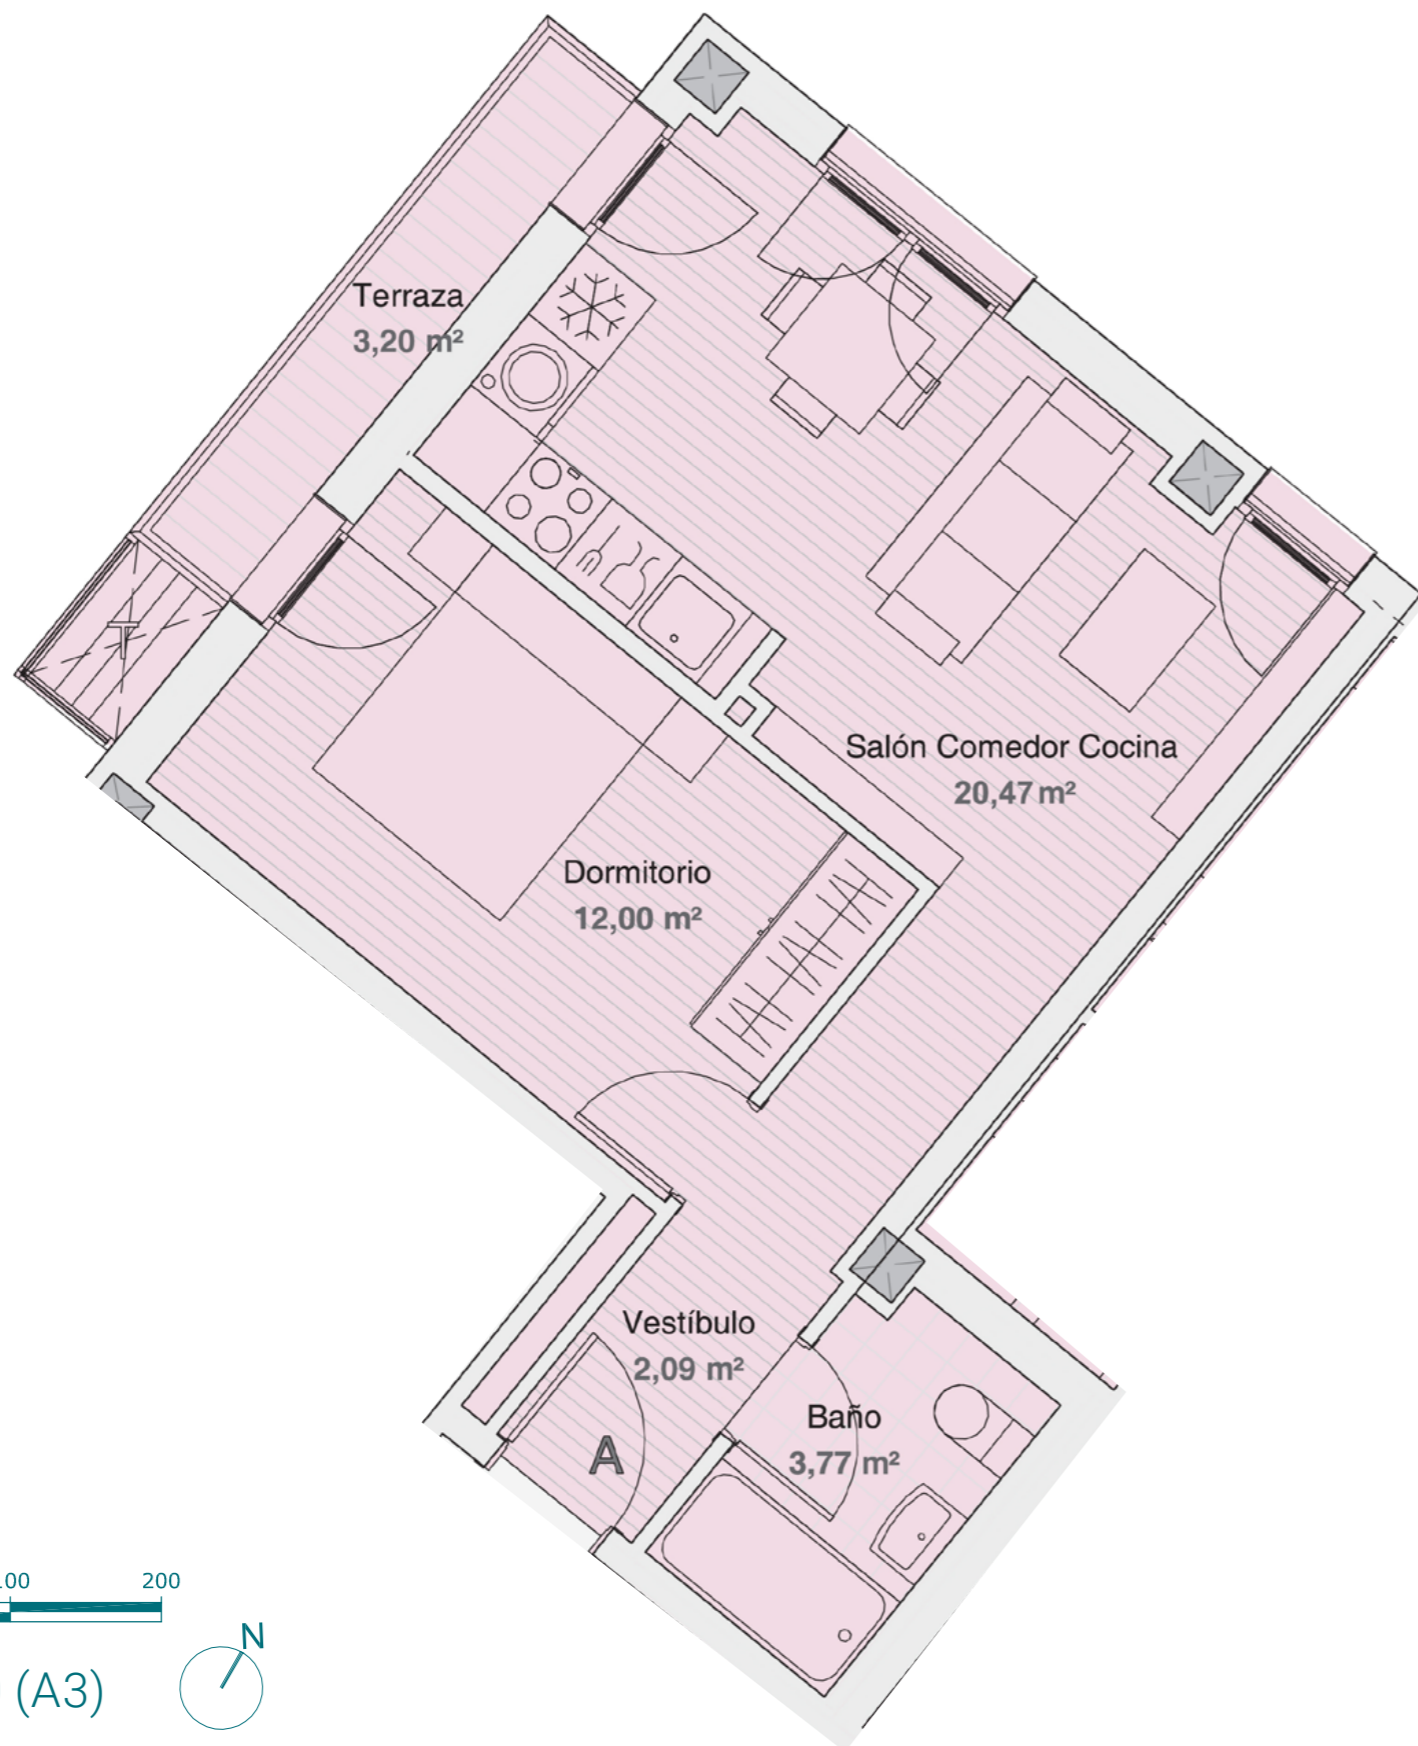 Terraza
3,20 m²
Salón Comedor Cocina
20,47 m²
Dormitorio
12,00 m²
Vestíbulo
2,09 m²
Baño
3,77 m²
A
200
N
(A3)